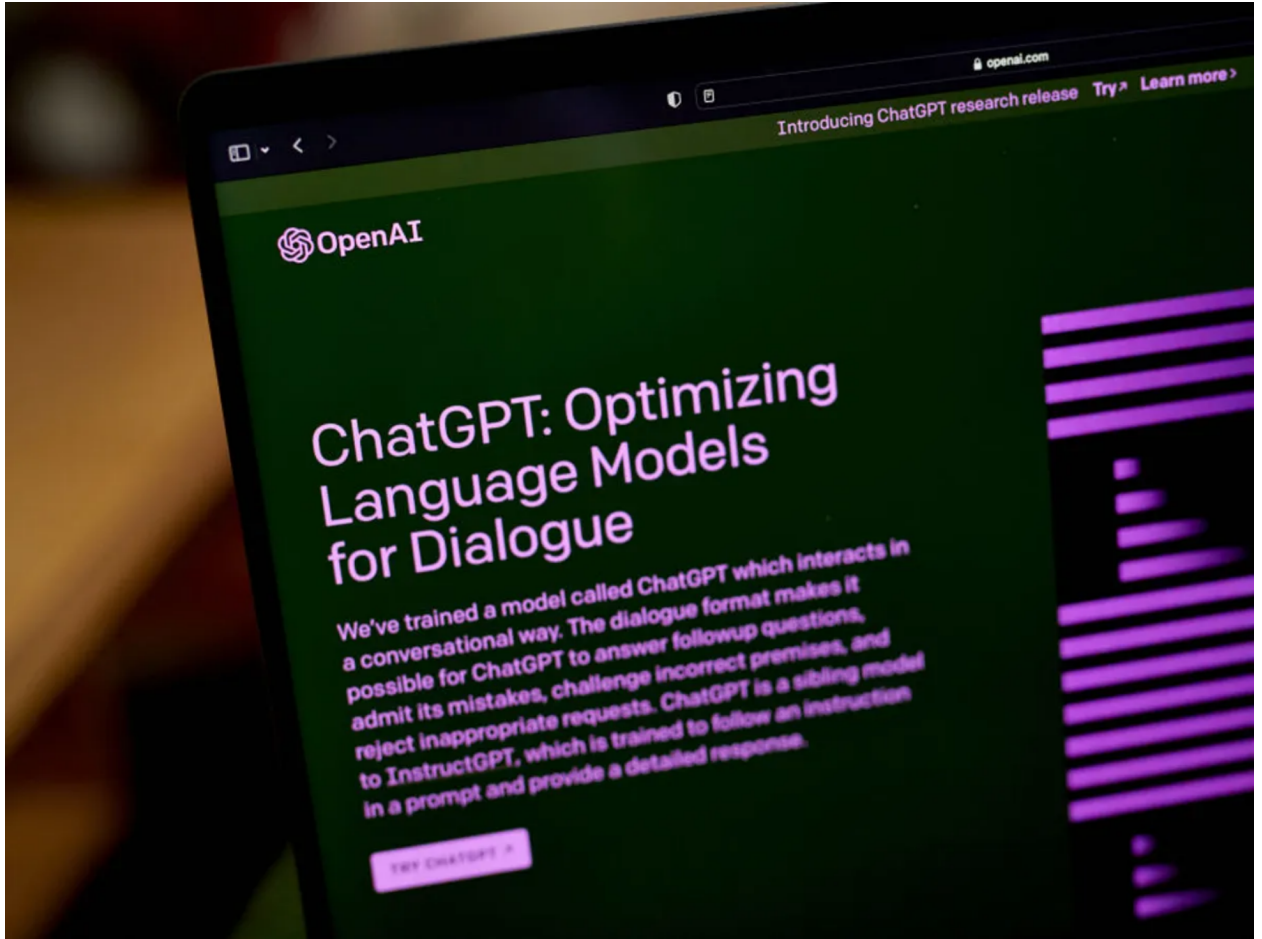 openai.com
Introducing ChatGPT research release Try↗ Learn more›
OpenAI
ChatGPT: Optimizing
Language Models
for Dialogue
We've trained a model called ChatGPT which interacts in
a conversational way. The dialogue format makes it
possible for ChatGPT to answer followup questions,
admit its mistakes, challenge incorrect premises, and
reject inappropriate requests. ChatGPT is a sibling model
to InstructGPT, which is trained to follow an instruction
in a prompt and provide a detailed response.
TRY CHATGPT ↗